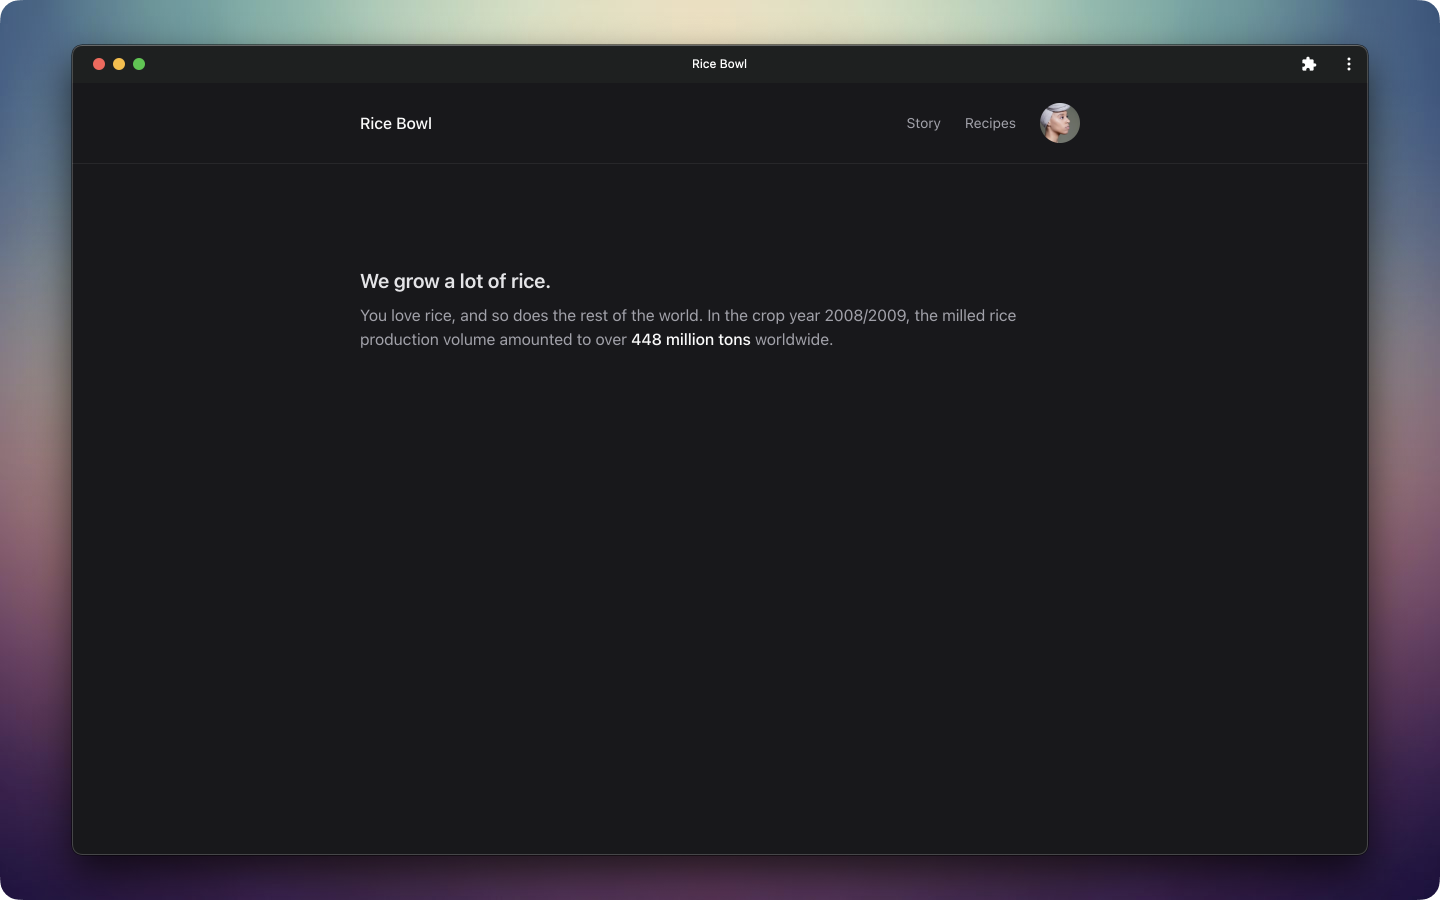 Rice Bowl
Rice Bowl
Story
Recipes
We grow a lot of rice.
You love rice, and so does the rest of the world. In the crop year 2008/2009, the milled rice
production volume amounted to over 448 million tons worldwide.